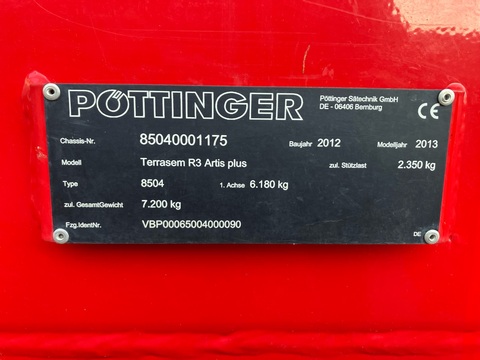 PÖTTINGER
Pöttinger Sätechnik GmbH
DE - 06406 Bernburg
CE
Chassis-Nr. 85040001175 Baujahr 2012 Modelljahr 2013
Modell Terrasem R3 Artis plus zul. Stützlast 2.350 kg
Type 8504 1. Achse 6.180 kg
zul. GesamtGewicht 7.200 kg
Fzg.IdentNr. VBP00065004000090
DE